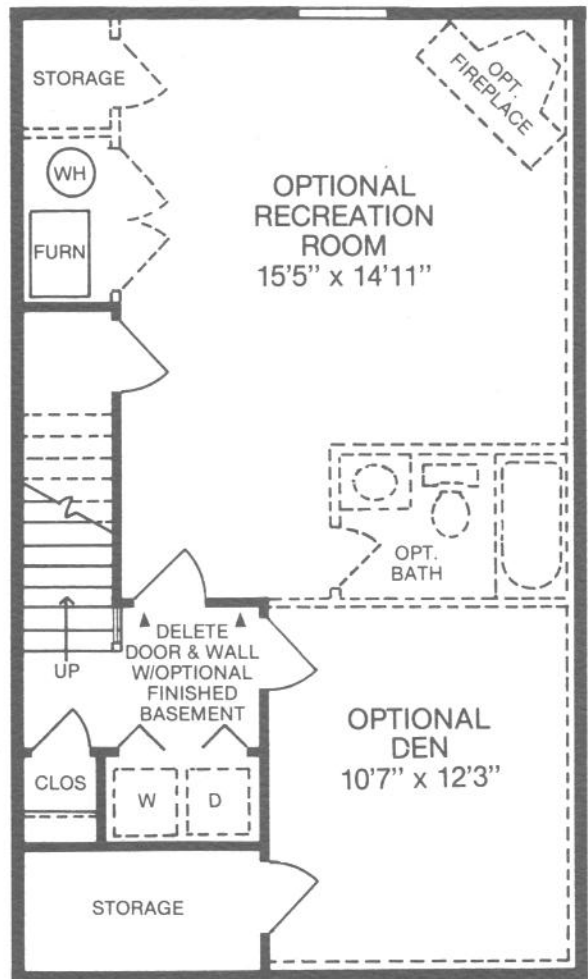 STORAGE
OPT.
FIREPLACE
WH
FURN
OPTIONAL
RECREATION
ROOM
15'5" x 14'11"
OPT.
BATH
DELETE
DOOR & WALL
W/OPTIONAL
FINISHED
BASEMENT
UP
OPTIONAL
DEN
10'7" x 12'3"
CLOS
W
D
STORAGE